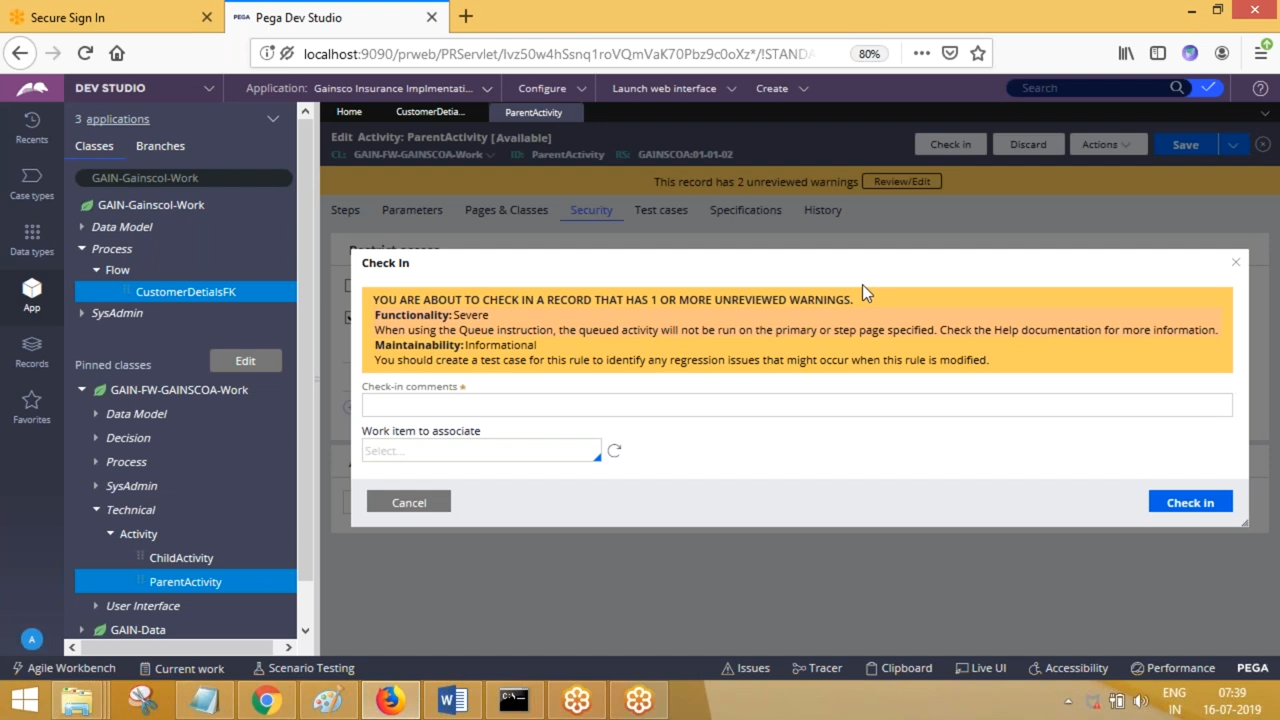 Secure Sign In
PEGA Pega Dev Studio
localhost:9090/prweb/PRServlet/lvz50w4hSsnq1roVQmVaK70Pbz9c0oXz*/!STANDA
80%
DEV STUDIO
Application: Gainsco Insurance Implmentati...
Configure
Launch web interface
Create
Search
Recents
Case types
Data types
App
Records
Favorites
A
3 applications
Classes
Branches
GAIN-Gainscol-Work
GAIN-Gainscol-Work
Data Model
Process
Flow
CustomerDetialsFK
SysAdmin
Pinned classes
Edit
GAIN-FW-GAINSCOA-Work
Data Model
Decision
Process
SysAdmin
Technical
Activity
ChildActivity
ParentActivity
User Interface
GAIN-Data
Home
CustomerDetia...
ParentActivity
Edit Activity: ParentActivity [Available]
CL: GAIN-FW-GAINSCOA-Work ID: ParentActivity RS: GAINSCOA:01-01-02
Check in
Discard
Actions
Save
This record has 2 unreviewed warnings
Review/Edit
Steps
Parameters
Pages & Classes
Security
Test cases
Specifications
History
Check In
YOU ARE ABOUT TO CHECK IN A RECORD THAT HAS 1 OR MORE UNREVIEWED WARNINGS.
Functionality: Severe
When using the Queue instruction, the queued activity will not be run on the primary or step page specified. Check the Help documentation for more information.
Maintainability: Informational
You should create a test case for this rule to identify any regression issues that might occur when this rule is modified.
Check-in comments *
Work item to associate
Select...
Cancel
Check in
Agile Workbench
Current work
Scenario Testing
Issues
Tracer
Clipboard
Live UI
Accessibility
Performance
PEGA
ENG
IN
07:39
16-07-2019